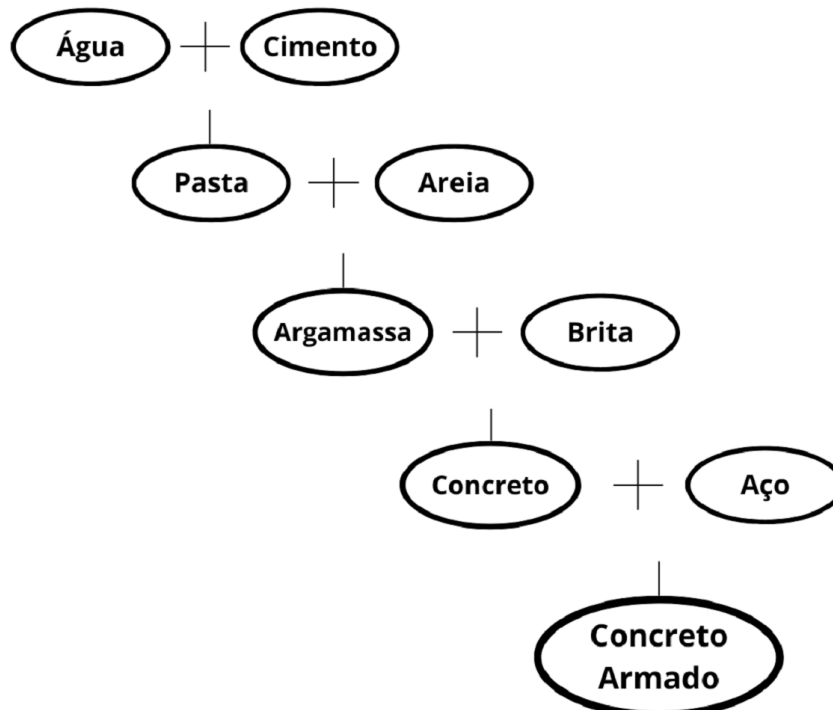 Água + Cimento
Pasta + Areia
Argamassa + Brita
Concreto + Aço
Concreto
Armado